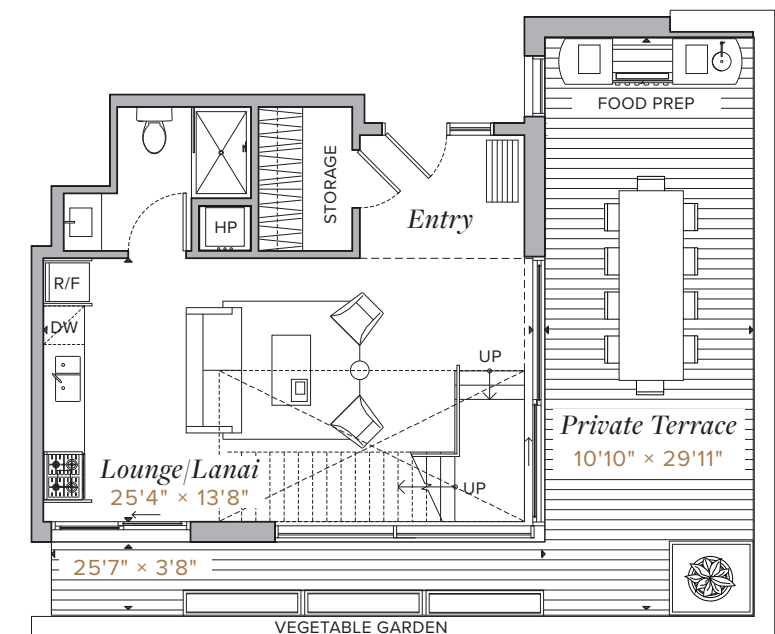 FOOD PREP
STORAGE
Entry
HP
R/F
DW
UP
Private Terrace
10'10" × 29'11"
Lounge/Lanai
25'4" × 13'8"
UP
25'7" × 3'8"
VEGETABLE GARDEN